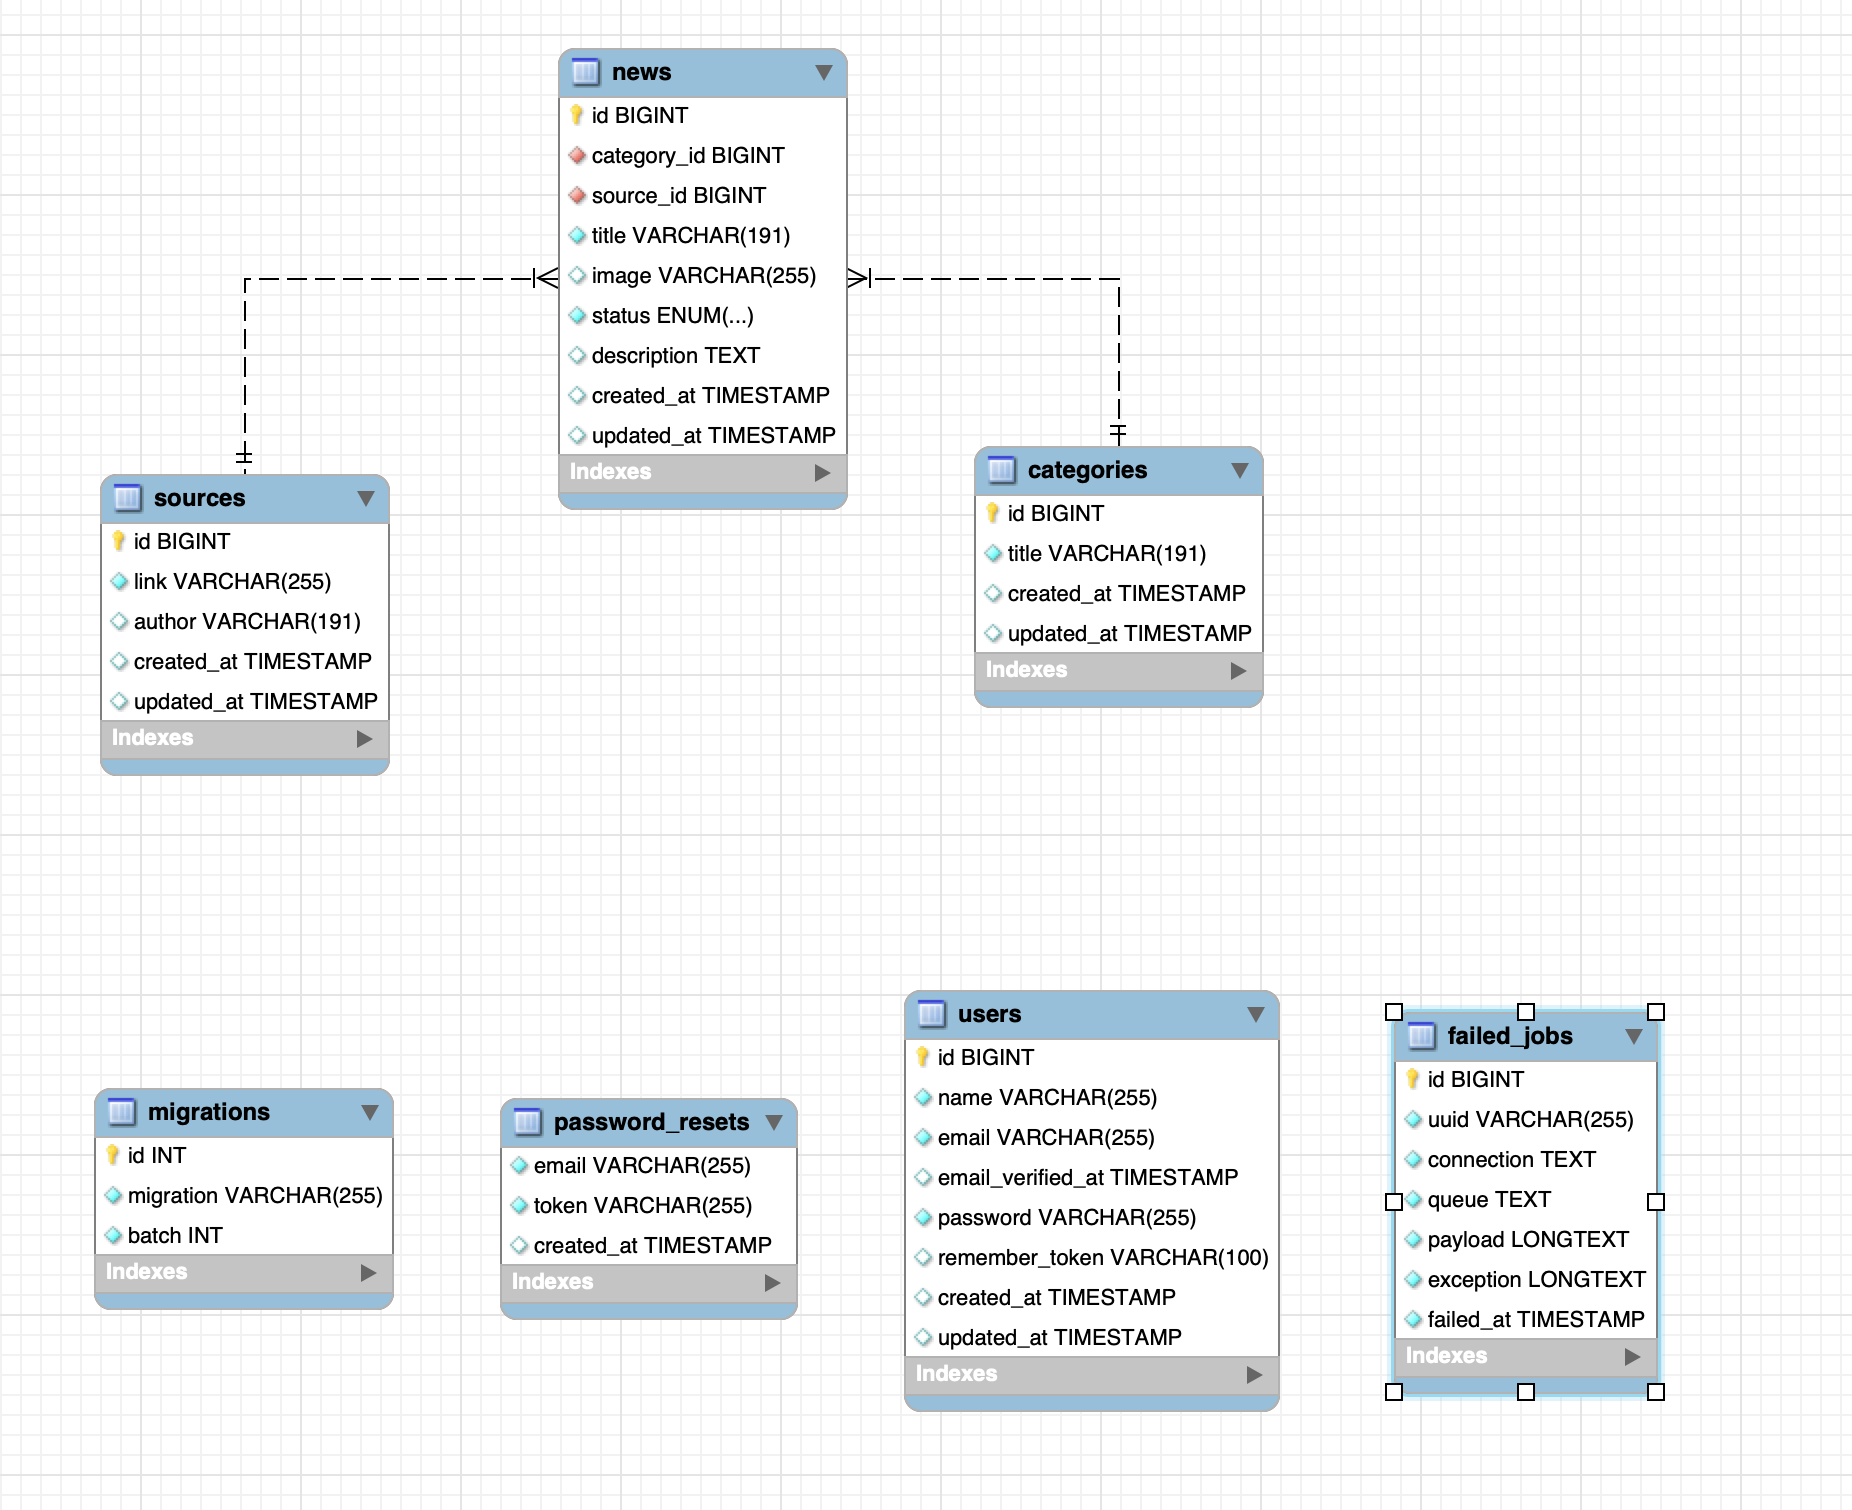 news
id BIGINT
category_id BIGINT
source_id BIGINT
title VARCHAR(191)
image VARCHAR(255)
status ENUM(...)
description TEXT
created_at TIMESTAMP
updated_at TIMESTAMP
Indexes
sources
id BIGINT
link VARCHAR(255)
author VARCHAR(191)
created_at TIMESTAMP
updated_at TIMESTAMP
Indexes
categories
id BIGINT
title VARCHAR(191)
created_at TIMESTAMP
updated_at TIMESTAMP
Indexes
migrations
id INT
migration VARCHAR(255)
batch INT
Indexes
password_resets
email VARCHAR(255)
token VARCHAR(255)
created_at TIMESTAMP
Indexes
users
id BIGINT
name VARCHAR(255)
email VARCHAR(255)
email_verified_at TIMESTAMP
password VARCHAR(255)
remember_token VARCHAR(100)
created_at TIMESTAMP
updated_at TIMESTAMP
Indexes
failed_jobs
id BIGINT
uuid VARCHAR(255)
connection TEXT
queue TEXT
payload LONGTEXT
exception LONGTEXT
failed_at TIMESTAMP
Indexes